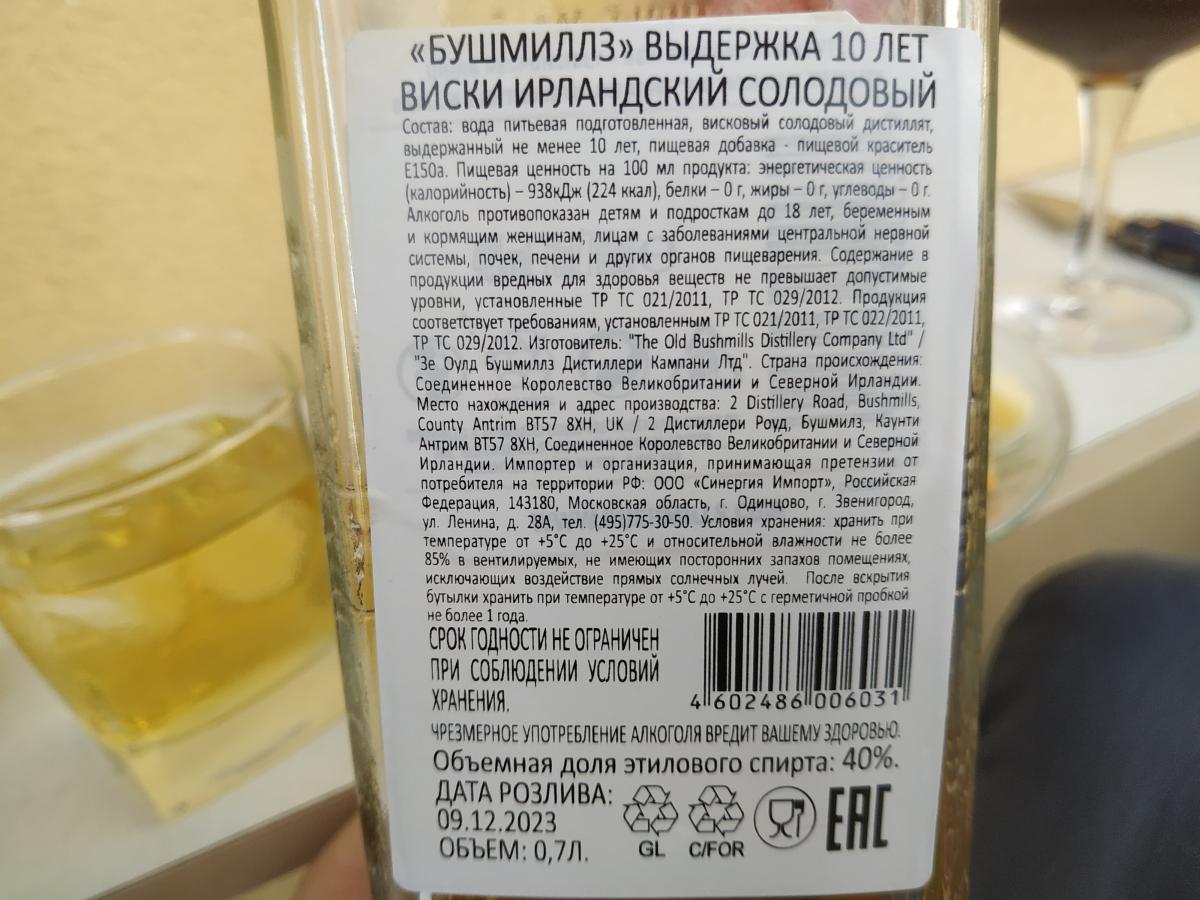 «БУШМИЛЛЗ» ВЫДЕРЖКА 10 ЛЕТ
ВИСКИ ИРЛАНДСКИЙ СОЛОДОВЫЙ
Состав: вода питьевая подготовленная, висковый солодовый дистиллят,
выдержанный не менее 10 лет, пищевая добавка - пищевой краситель
Е150а. Пищевая ценность на 100 мл продукта: энергетическая ценность
(калорийность) – 938кДж (224 ккал), белки – 0 г, жиры – 0 г, углеводы – 0 г.
Алкоголь противопоказан детям и подросткам до 18 лет, беременным
и кормящим женщинам, лицам с заболеваниями центральной нервной
системы, почек, печени и других органов пищеварения. Содержание в
продукции вредных для здоровья веществ не превышает допустимые
уровни, установленные ТР ТС 021/2011, ТР ТС 029/2012. Продукция
соответствует требованиям, установленным ТР ТС 021/2011, ТР ТС 022/2011,
ТР ТС 029/2012. Изготовитель: "The Old Bushmills Distillery Company Ltd" /
"Зе Оулд Бушмиллз Дистиллери Кампани Лтд". Страна происхождения:
Соединенное Королевство Великобритании и Северной Ирландии.
Место нахождения и адрес производства: 2 Distillery Road, Bushmills,
County Antrim BT57 8XH, UK / 2 Дистиллери Роуд, Бушмилз, Каунти
Антрим BT57 8XH, Соединенное Королевство Великобритании и Северной
Ирландии. Импортер и организация, принимающая претензии от
потребителя на территории РФ: ООО «Синергия Импорт», Российская
Федерация, 143180, Московская область, г. Одинцово, г. Звенигород,
ул. Ленина, д. 28А, тел. (495)775-30-50. Условия хранения: хранить при
температуре от +5°С до +25°С и относительной влажности не более
85% в вентилируемых, не имеющих посторонних запахов помещениях,
исключающих воздействие прямых солнечных лучей. После вскрытия
бутылки хранить при температуре от +5°С до +25°С с герметичной пробкой
не более 1 года.
СРОК ГОДНОСТИ НЕ ОГРАНИЧЕН
ПРИ СОБЛЮДЕНИИ УСЛОВИЙ
ХРАНЕНИЯ.
4 602486 006031
ЧРЕЗМЕРНОЕ УПОТРЕБЛЕНИЕ АЛКОГОЛЯ ВРЕДИТ ВАШЕМУ ЗДОРОВЬЮ.
Объемная доля этилового спирта: 40%.
ДАТА РОЗЛИВА:
09.12.2023
ОБЪЕМ: 0,7Л.
GL C/FOR EAC